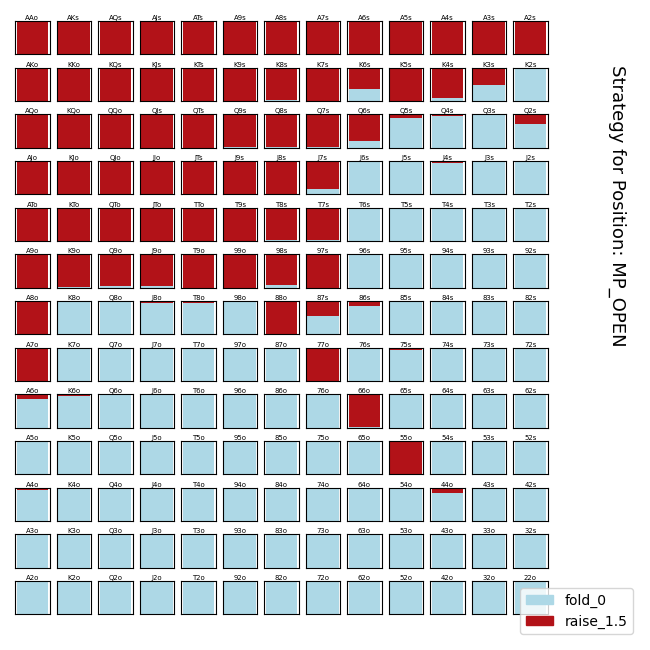 AAo AKs AQs AJs ATs A9s A8s A7s A6s A5s A4s A3s A2s
AKo KKo KQs KJs KTs K9s K8s K7s K6s K5s K4s K3s K2s
AQo KQo QQo QJs QTs Q9s Q8s Q7s Q6s Q5s Q4s Q3s Q2s
AJo KJo QJo JJo JTs J9s J8s J7s J6s J5s J4s J3s J2s
ATo KTo QTo JTo TTo T9s T8s T7s T6s T5s T4s T3s T2s
A9o K9o Q9o J9o T9o 99o 98s 97s 96s 95s 94s 93s 92s
A8o K8o Q8o J8o T8o 98o 88o 87s 86s 85s 84s 83s 82s
A7o K7o Q7o J7o T7o 97o 87o 77o 76s 75s 74s 73s 72s
A6o K6o Q6o J6o T6o 96o 86o 76o 66o 65s 64s 63s 62s
A5o K5o Q5o J5o T5o 95o 85o 75o 65o 55o 54s 53s 52s
A4o K4o Q4o J4o T4o 94o 84o 74o 64o 54o 44o 43s 42s
A3o K3o Q3o J3o T3o 93o 83o 73o 63o 53o 43o 33o 32s
A2o K2o Q2o J2o T2o 92o 82o 72o 62o 52o 42o 32o 22o
Strategy for Position: MP_OPEN
fold_0
raise_1.5